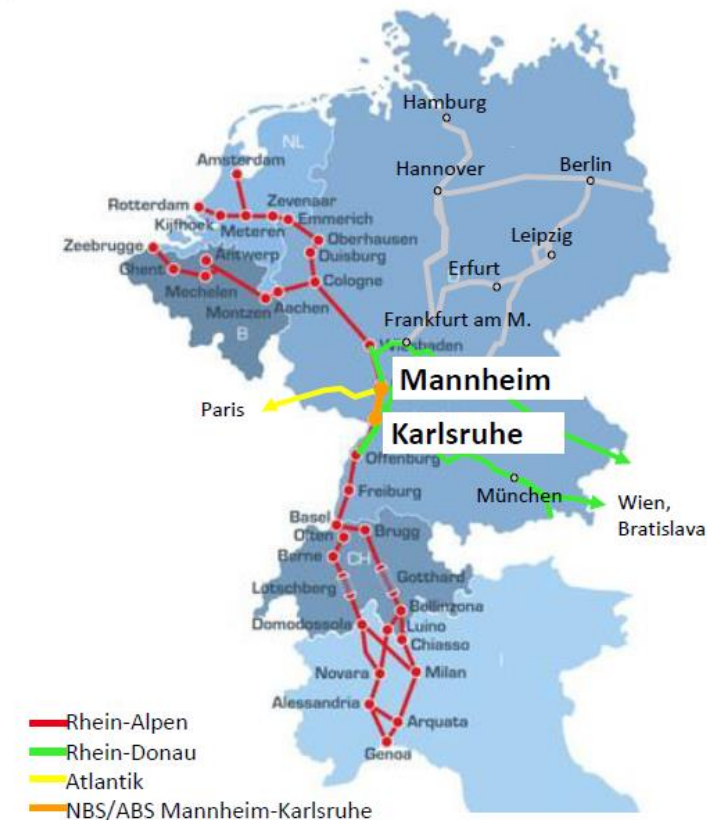 Hamburg
NL
Amsterdam
Hannover
Berlin
Rotterdam
Zevenaar
Kijfhoek
Meteren
Emmerich
Zeebrugge
Oberhausen
Leipzig
Antwerp
Duisburg
Ghent
Erfurt
Cologne
Mechelen
Aachen
Montzen
Frankfurt am M.
B
Wiesbaden
Mannheim
Paris
Karlsruhe
Offenburg
München
Freiburg
Wien,
Bratislava
Basel
Brugg
Olten
Berne
CH
Gotthard
Lötschberg
Bellinzona
Domodossola
Luino
Chiasso
I
Novara
Milan
Alessandria
Arquata
Genoa
Rhein-Alpen
Rhein-Donau
Atlantik
NBS/ABS Mannheim-Karlsruhe